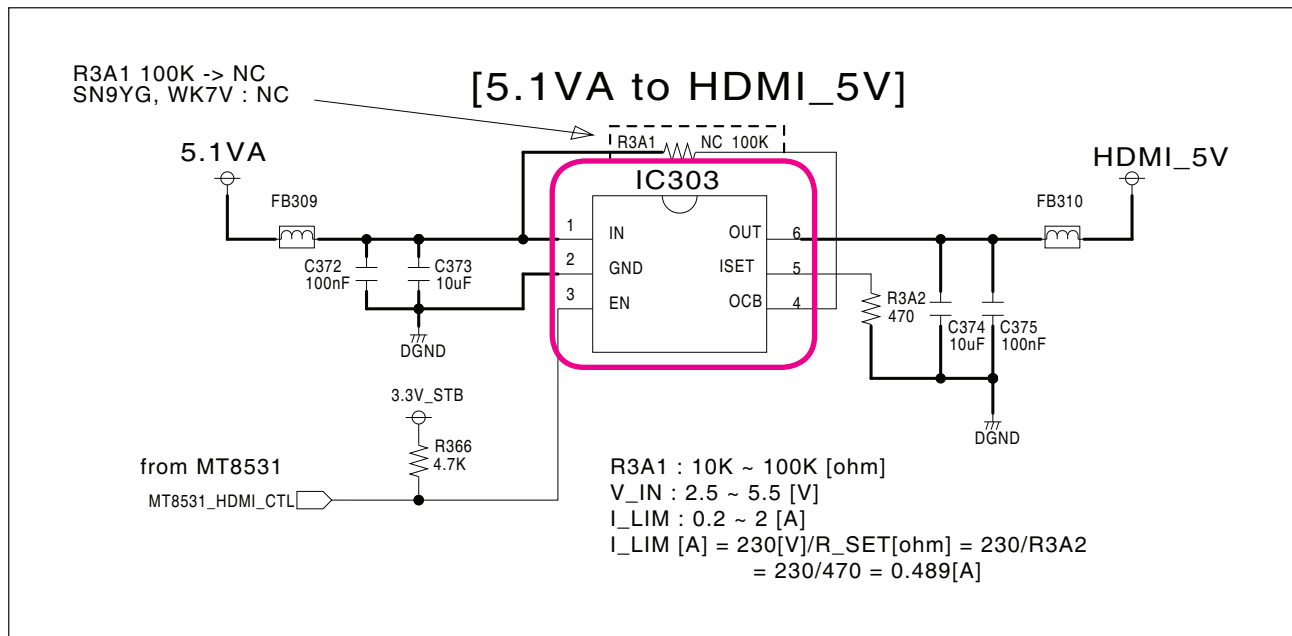 R3A1 100K -> NC
SN9YG, WK7V : NC
[5.1VA to HDMI_5V]
R3A1 NC 100K
5.1VA
HDMI_5V
IC303
FB309
FB310
1 IN OUT 6
2 GND ISET 5
3 EN OCB 4
C372
100nF
C373
10uF
DGND
R3A2
470
C374
10uF
C375
100nF
DGND
3.3V_STB
R366
4.7K
from MT8531
MT8531_HDMI_CTL
R3A1 : 10K ~ 100K [ohm]
V_IN : 2.5 ~ 5.5 [V]
I_LIM : 0.2 ~ 2 [A]
I_LIM [A] = 230[V]/R_SET[ohm] = 230/R3A2
= 230/470 = 0.489[A]